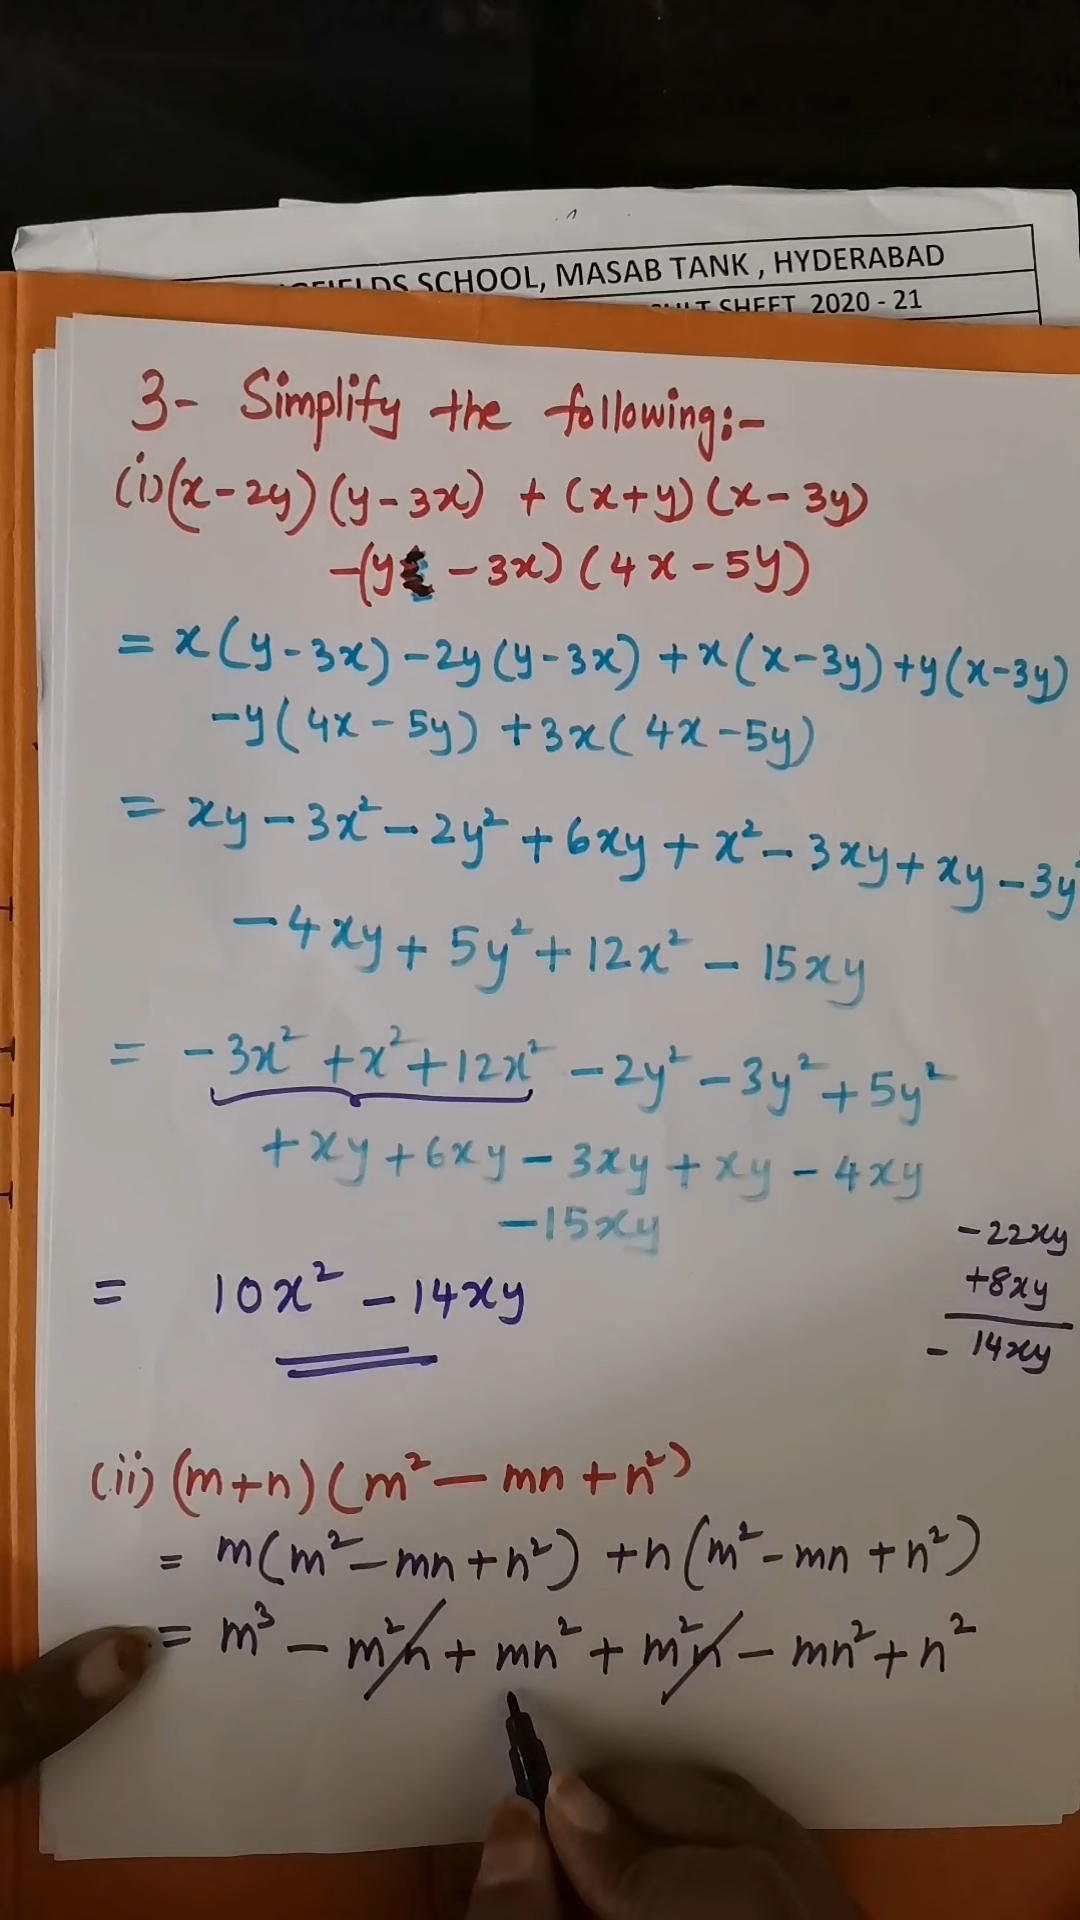 SCHOOL, MASAB TANK , HYDERABAD
SHEET 2020 - 21
3- Simplify the following:-
(i) (x - 2y) (y - 3x) + (x + y) (x - 3y)
-(y - 3x) (4x - 5y)
= x(y - 3x) - 2y(y - 3x) + x(x - 3y) + y(x - 3y)
- y(4x - 5y) + 3x(4x - 5y)
= xy - 3x² - 2y² + 6xy + x² - 3xy + xy - 3y²
- 4xy + 5y² + 12x² - 15xy
= - 3x² + x² + 12x² - 2y² - 3y² + 5y²
+ xy + 6xy - 3xy + xy - 4xy
- 15xy
= 10x² - 14xy
- 22xy
+ 8xy
- 14xy
(ii) (m + n) (m² - mn + n²)
= m(m² - mn + n²) + n(m² - mn + n²)
= m³ - m²n + mn² + m²n - mn² + n²